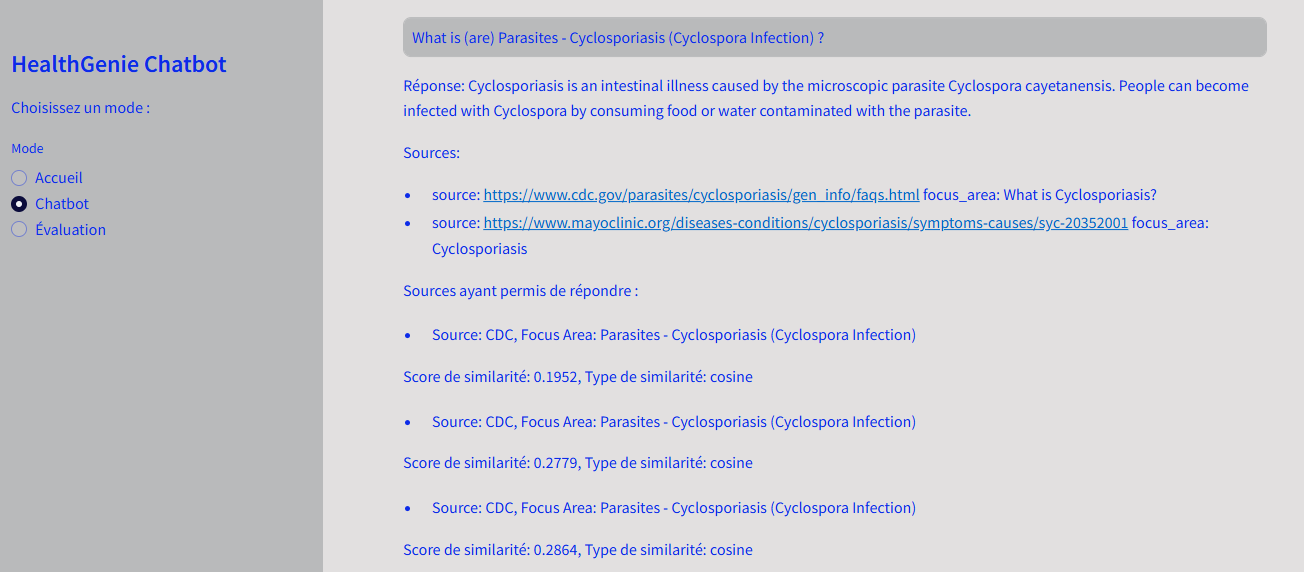 HealthGenie Chatbot
Choisissez un mode :
Mode
Accueil
Chatbot
Évaluation
What is (are) Parasites - Cyclosporiasis (Cyclospora Infection) ?
Réponse: Cyclosporiasis is an intestinal illness caused by the microscopic parasite Cyclospora cayetanensis. People can become
infected with Cyclospora by consuming food or water contaminated with the parasite.
Sources:
• source: https://www.cdc.gov/parasites/cyclosporiasis/gen_info/faqs.html focus_area: What is Cyclosporiasis?
• source: https://www.mayoclinic.org/diseases-conditions/cyclosporiasis/symptoms-causes/syc-20352001 focus_area:
Cyclosporiasis
Sources ayant permis de répondre :
• Source: CDC, Focus Area: Parasites - Cyclosporiasis (Cyclospora Infection)
Score de similarité: 0.1952, Type de similarité: cosine
• Source: CDC, Focus Area: Parasites - Cyclosporiasis (Cyclospora Infection)
Score de similarité: 0.2779, Type de similarité: cosine
• Source: CDC, Focus Area: Parasites - Cyclosporiasis (Cyclospora Infection)
Score de similarité: 0.2864, Type de similarité: cosine